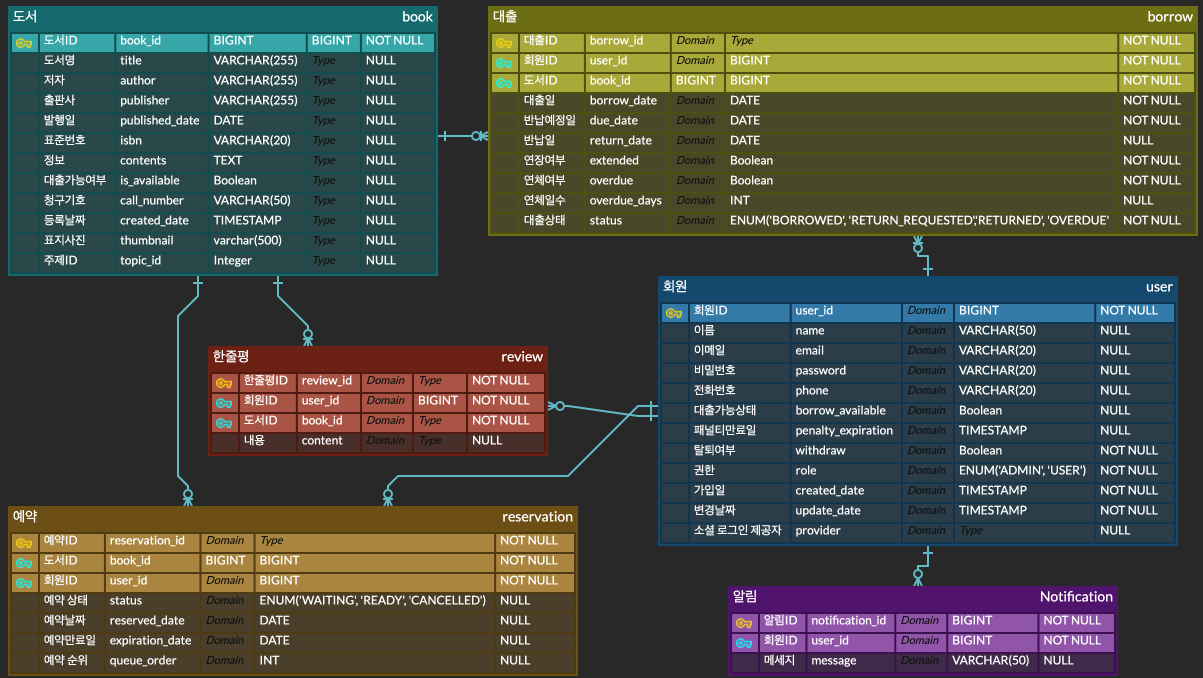 도서 book
도서ID book_id BIGINT BIGINT NOT NULL
도서명 title VARCHAR(255) Type NULL
저자 author VARCHAR(255) Type NULL
출판사 publisher VARCHAR(255) Type NULL
발행일 published_date DATE Type NULL
표준번호 isbn VARCHAR(20) Type NULL
정보 contents TEXT Type NULL
대출가능여부 is_available Boolean Type NULL
청구기호 call_number VARCHAR(50) Type NULL
등록날짜 created_date TIMESTAMP Type NULL
표지사진 thumbnail varchar(500) Type NULL
주제ID topic_id Integer Type NULL
대출 borrow
대출ID borrow_id Domain Type NOT NULL
회원ID user_id Domain BIGINT NOT NULL
도서ID book_id BIGINT BIGINT NOT NULL
대출일 borrow_date Domain DATE NOT NULL
반납예정일 due_date Domain DATE NOT NULL
반납일 return_date Domain DATE NULL
연장여부 extended Domain Boolean NOT NULL
연체여부 overdue Domain Boolean NOT NULL
연체일수 overdue_days Domain INT NULL
대출상태 status Domain ENUM('BORROWED', 'RETURN_REQUESTED','RETURNED', 'OVERDUE' NOT NULL
회원 user
회원ID user_id Domain BIGINT NOT NULL
이름 name Domain VARCHAR(50) NULL
이메일 email Domain VARCHAR(20) NULL
비밀번호 password Domain VARCHAR(20) NULL
전화번호 phone Domain VARCHAR(20) NULL
대출가능상태 borrow_available Domain Boolean NULL
패널티만료일 penalty_expiration Domain TIMESTAMP NULL
탈퇴여부 withdraw Domain Boolean NOT NULL
권한 role Domain ENUM('ADMIN', 'USER') NOT NULL
가입일 created_date Domain TIMESTAMP NOT NULL
변경날짜 update_date Domain TIMESTAMP NOT NULL
소셜 로그인 제공자 provider Domain Type NULL
한줄평 review
한줄평ID review_id Domain Type NOT NULL
회원ID user_id Domain BIGINT NOT NULL
도서ID book_id Domain Type NOT NULL
내용 content Domain Type NULL
예약 reservation
예약ID reservation_id Domain Type NOT NULL
도서ID book_id BIGINT BIGINT NOT NULL
회원ID user_id Domain BIGINT NOT NULL
예약 상태 status Domain ENUM('WAITING', 'READY', 'CANCELLED') NULL
예약날짜 reserved_date Domain DATE NULL
예약만료일 expiration_date Domain DATE NULL
예약 순위 queue_order Domain INT NULL
알림 Notification
알림ID notification_id Domain BIGINT NOT NULL
회원ID user_id Domain BIGINT NOT NULL
메세지 message Domain VARCHAR(50) NULL